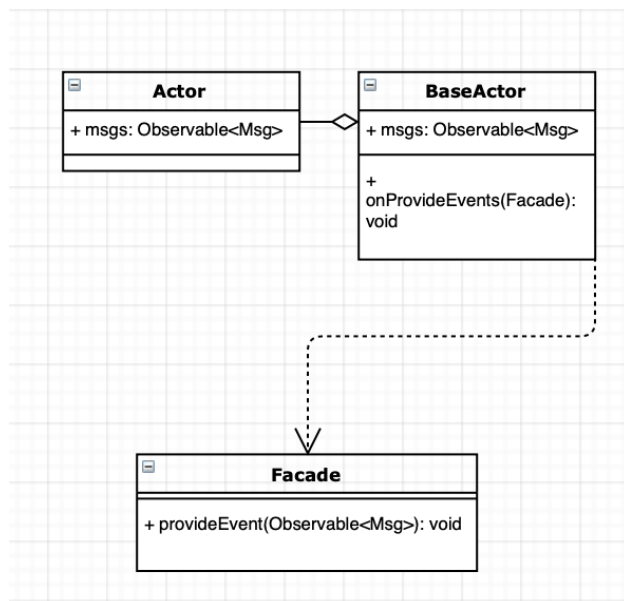 Actor
+ msgs: Observable<Msg>
BaseActor
+ msgs: Observable<Msg>
+
onProvideEvents(Facade):
void
Facade
+ provideEvent(Observable<Msg>): void